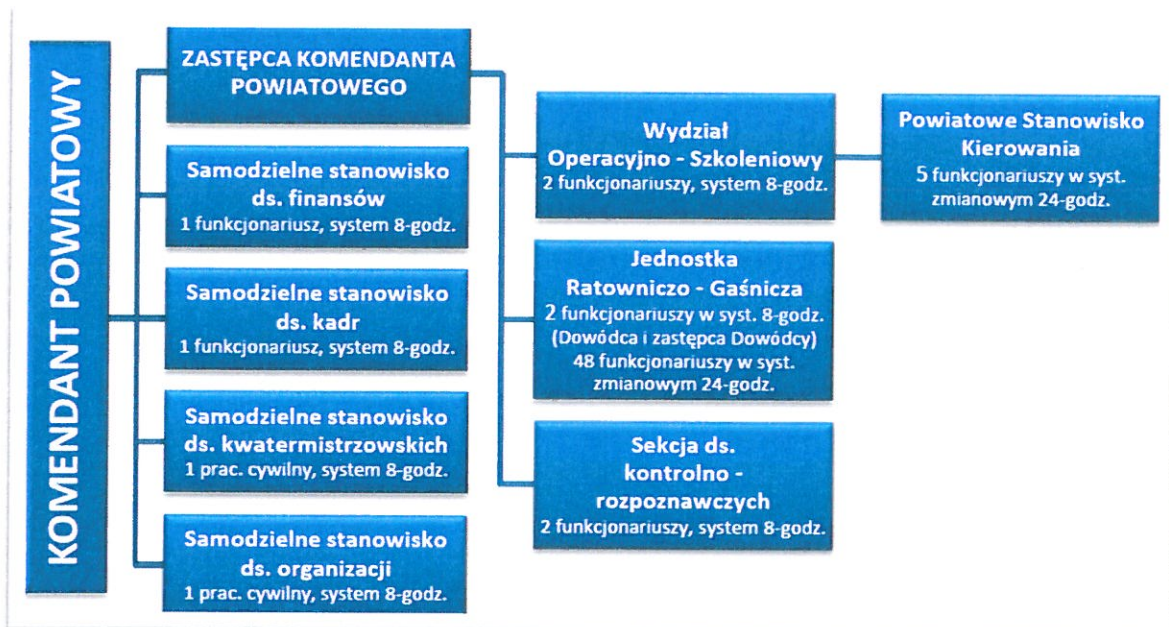 KOMENDANT POWIATOWY
ZASTĘPCA KOMENDANTA
POWIATOWEGO
Samodzielne stanowisko
ds. finansów
1 funkcjonariusz, system 8-godz.
Samodzielne stanowisko
ds. kadr
1 funkcjonariusz, system 8-godz.
Samodzielne stanowisko
ds. kwatermistrzowskich
1 prac. cywilny, system 8-godz.
Samodzielne stanowisko
ds. organizacji
1 prac. cywilny, system 8-godz.
Wydział
Operacyjno - Szkoleniowy
2 funkcjonariuszy, system 8-godz.
Jednostka
Ratowniczo - Gaśnicza
2 funkcjonariuszy w syst. 8-godz.
(Dowódca i zastępca Dowódcy)
48 funkcjonariuszy w syst.
zmianowym 24-godz.
Sekcja ds.
kontrolno -
rozpoznawczych
2 funkcjonariuszy, system 8-godz.
Powiatowe Stanowisko
Kierowania
5 funkcjonariuszy w syst.
zmianowym 24-godz.